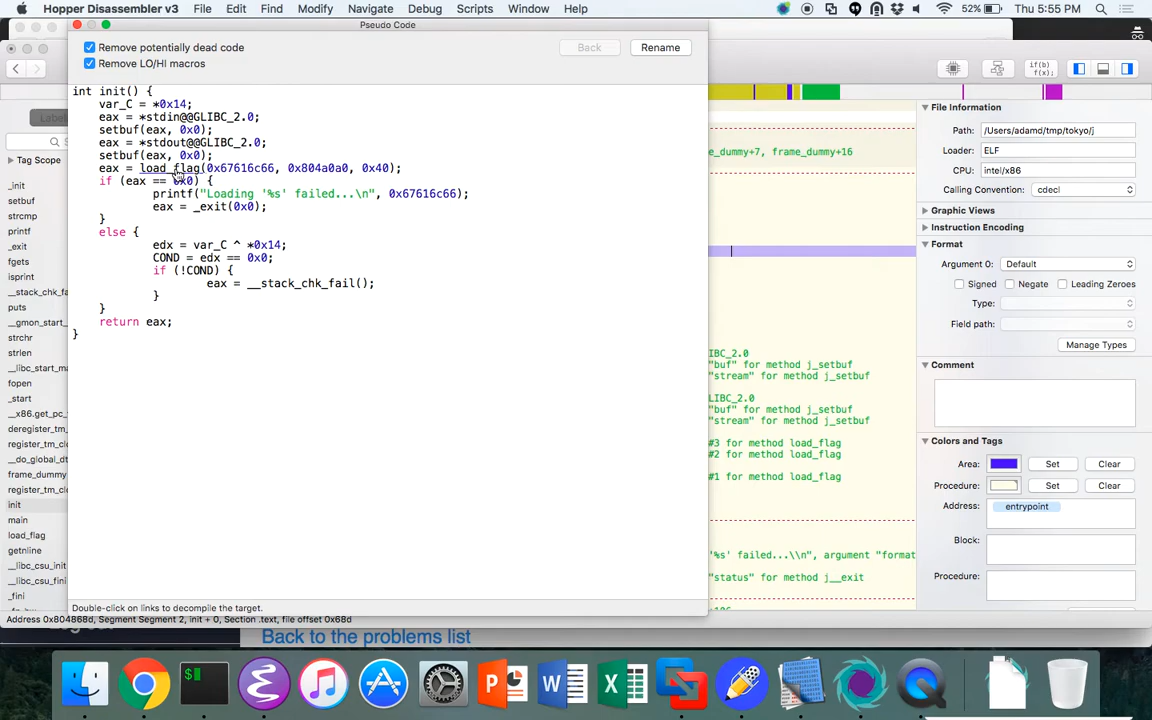 Hopper Disassembler v3 File Edit Find Modify Navigate Debug Scripts Window Help 52% Thu 5:55 PM
Pseudo Code
Remove potentially dead code
Remove LO/HI macros
Back Rename
int init() {
var_C = *0x14;
eax = *stdin@@GLIBC_2.0;
setbuf(eax, 0x0);
eax = *stdout@@GLIBC_2.0;
setbuf(eax, 0x0);
eax = load_flag(0x67616c66, 0x804a0a0, 0x40);
if (eax == 0x0) {
printf("Loading '%s' failed...\n", 0x67616c66);
eax = _exit(0x0);
}
else {
edx = var_C ^ *0x14;
COND = edx == 0x0;
if (!COND) {
eax = __stack_chk_fail();
}
}
return eax;
}
Double-click on links to decompile the target.
Address 0x804868d, Segment Segment 2, init + 0, Section .text, file offset 0x68d
Label
Tag Scope
_init
setbuf
strcmp
printf
_exit
fgets
isprint
__stack_chk_fa
puts
__gmon_start_
strchr
strlen
__libc_start_ma
fopen
_start
__x86.get_pc_
deregister_tm_c
register_tm_clo
__do_global_dt
frame_dummy
register_tm_clo
init
main
load_flag
getnline
__libc_csu_init
__libc_csu_fini
_fini
if(b)
f(x);
_dummy+7, frame_dummy+16
IBC_2.0
"buf" for method j_setbuf
"stream" for method j_setbuf
LIBC_2.0
"buf" for method j_setbuf
"stream" for method j_setbuf
#3 for method load_flag
#2 for method load_flag
#1 for method load_flag
'%s' failed...\\n", argument "format
"status" for method j__exit
File Information
Path: /Users/adamd/tmp/tokyo/j
Loader: ELF
CPU: intel/x86
Calling Convention: cdecl
Graphic Views
Instruction Encoding
Format
Argument 0: Default
Signed Negate Leading Zeroes
Type:
Field path:
Manage Types
Comment
Colors and Tags
Area: Set Clear
Procedure: Set Clear
Address: entrypoint
Block:
Procedure:
Back to the problems list